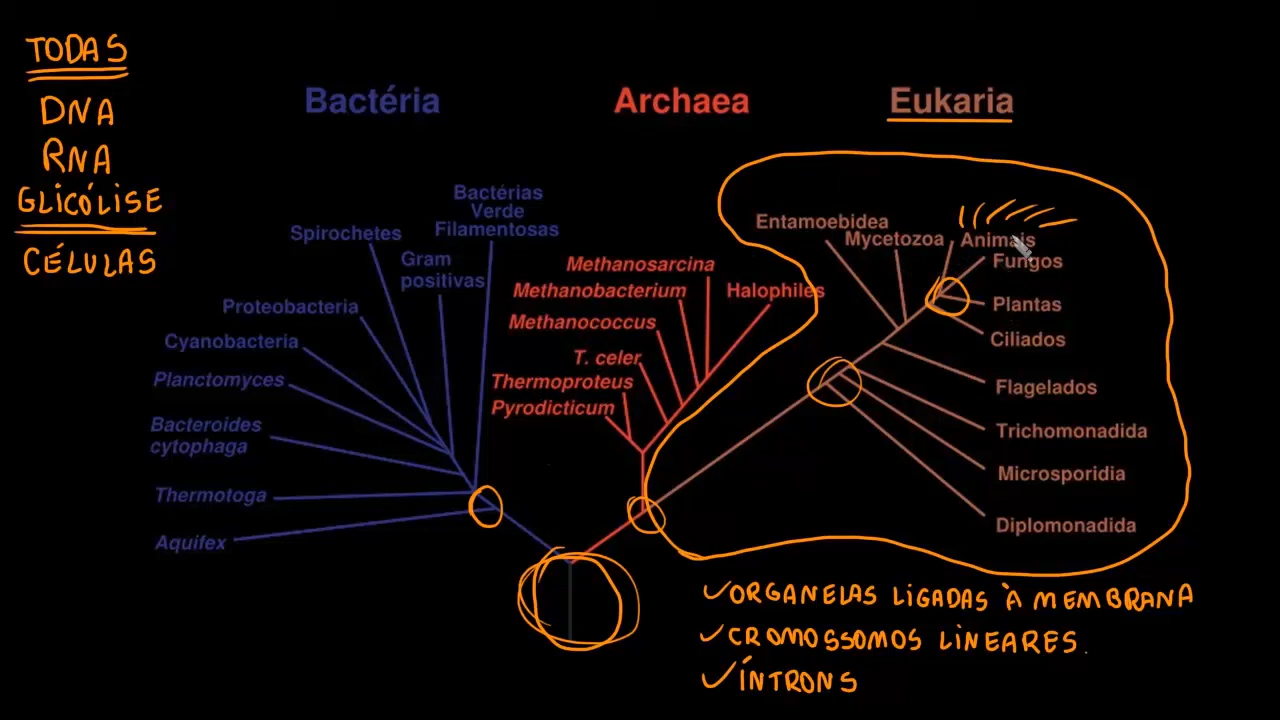 TODAS
DNA
RNA
GLICÓLISE
CÉLULAS
Bactéria
Archaea
Eukaria
Bactérias
Verde
Filamentosas
Spirochetes
Gram
positivas
Proteobacteria
Cyanobacteria
Planctomyces
Bacteroides
cytophaga
Thermotoga
Aquifex
Methanosarcina
Methanobacterium
Halophiles
Methanococcus
T. celer
Thermoproteus
Pyrodicticum
Entamoebidea
Mycetozoa
Animais
Fungos
Plantas
Ciliados
Flagelados
Trichomonadida
Microsporidia
Diplomonadida
✓ORGANELAS LIGADAS À MEMBRANA
✓CROMOSSOMOS LINEARES.
✓ÍNTRONS